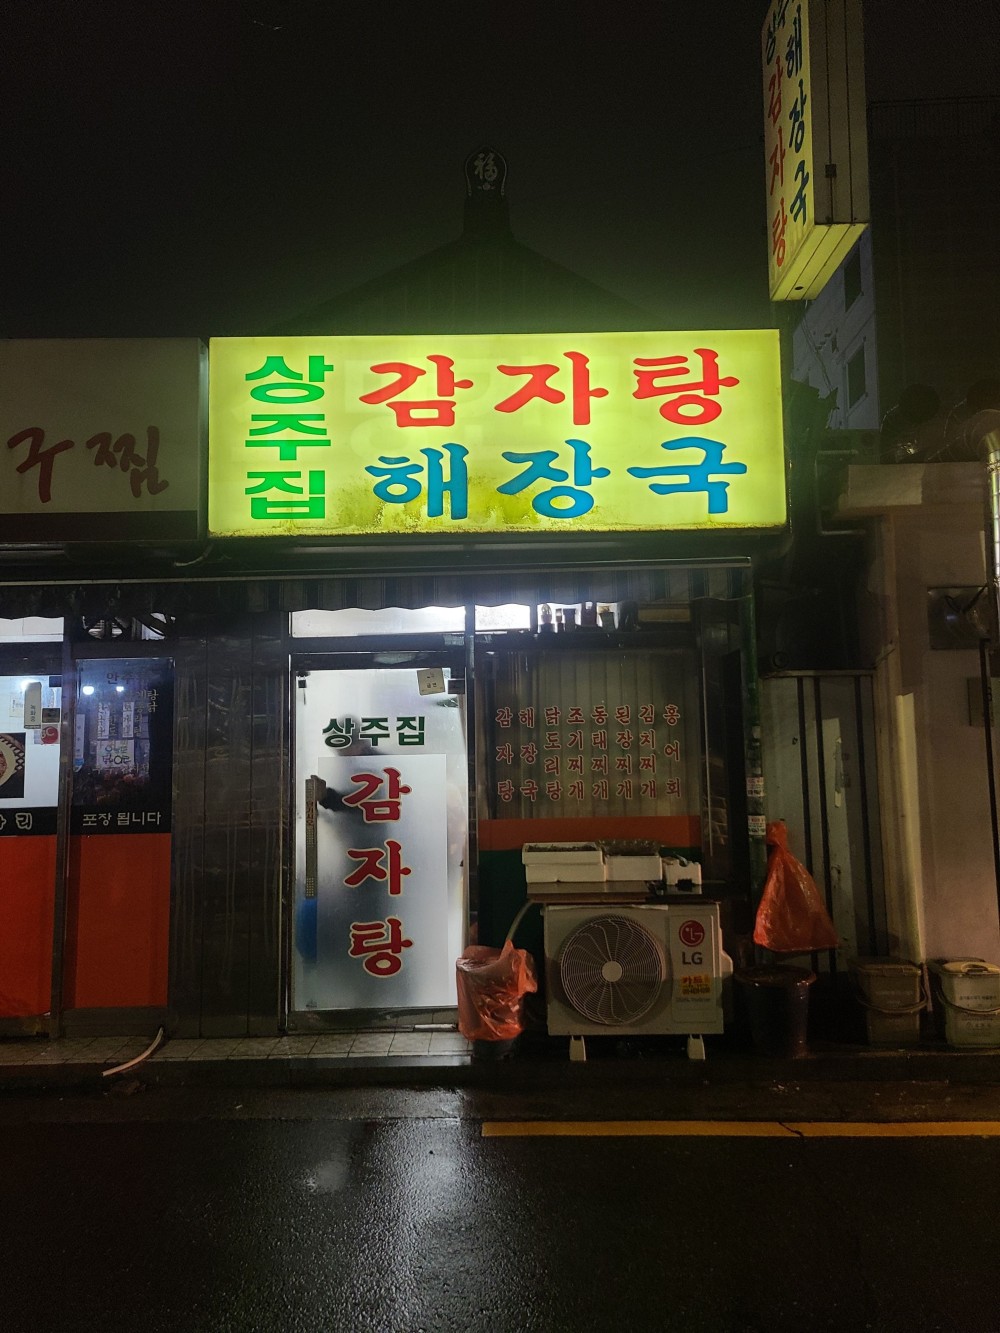 福
상주
감자탕
해장국
상주집
감자탕
해장국
구찜
상주집
감자탕
감자탕
해장국
닭도리탕
조기찌개
동태찌개
된장찌개
김치찌개
홍어회
포장 됩니다
LG